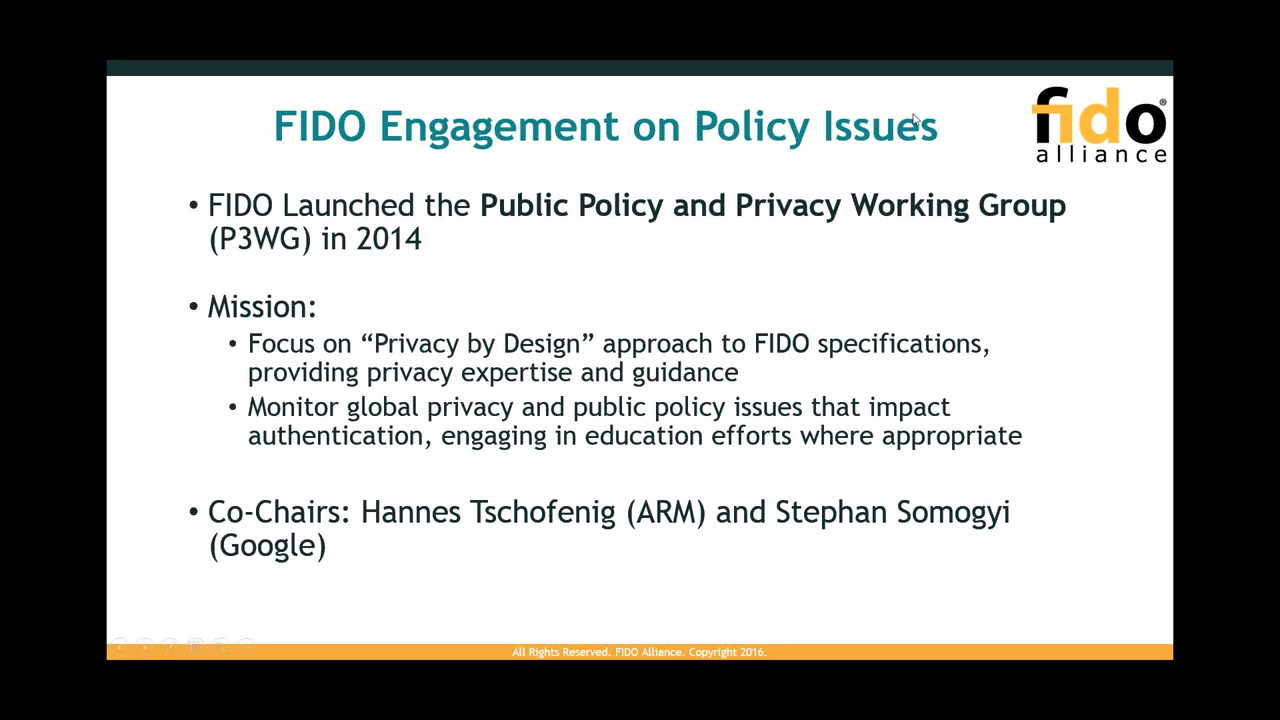 FIDO Engagement on Policy Issues
fido®
alliance
• FIDO Launched the Public Policy and Privacy Working Group
(P3WG) in 2014
• Mission:
• Focus on “Privacy by Design” approach to FIDO specifications,
providing privacy expertise and guidance
• Monitor global privacy and public policy issues that impact
authentication, engaging in education efforts where appropriate
• Co-Chairs: Hannes Tschofenig (ARM) and Stephan Somogyi
(Google)
All Rights Reserved. FIDO Alliance. Copyright 2016.